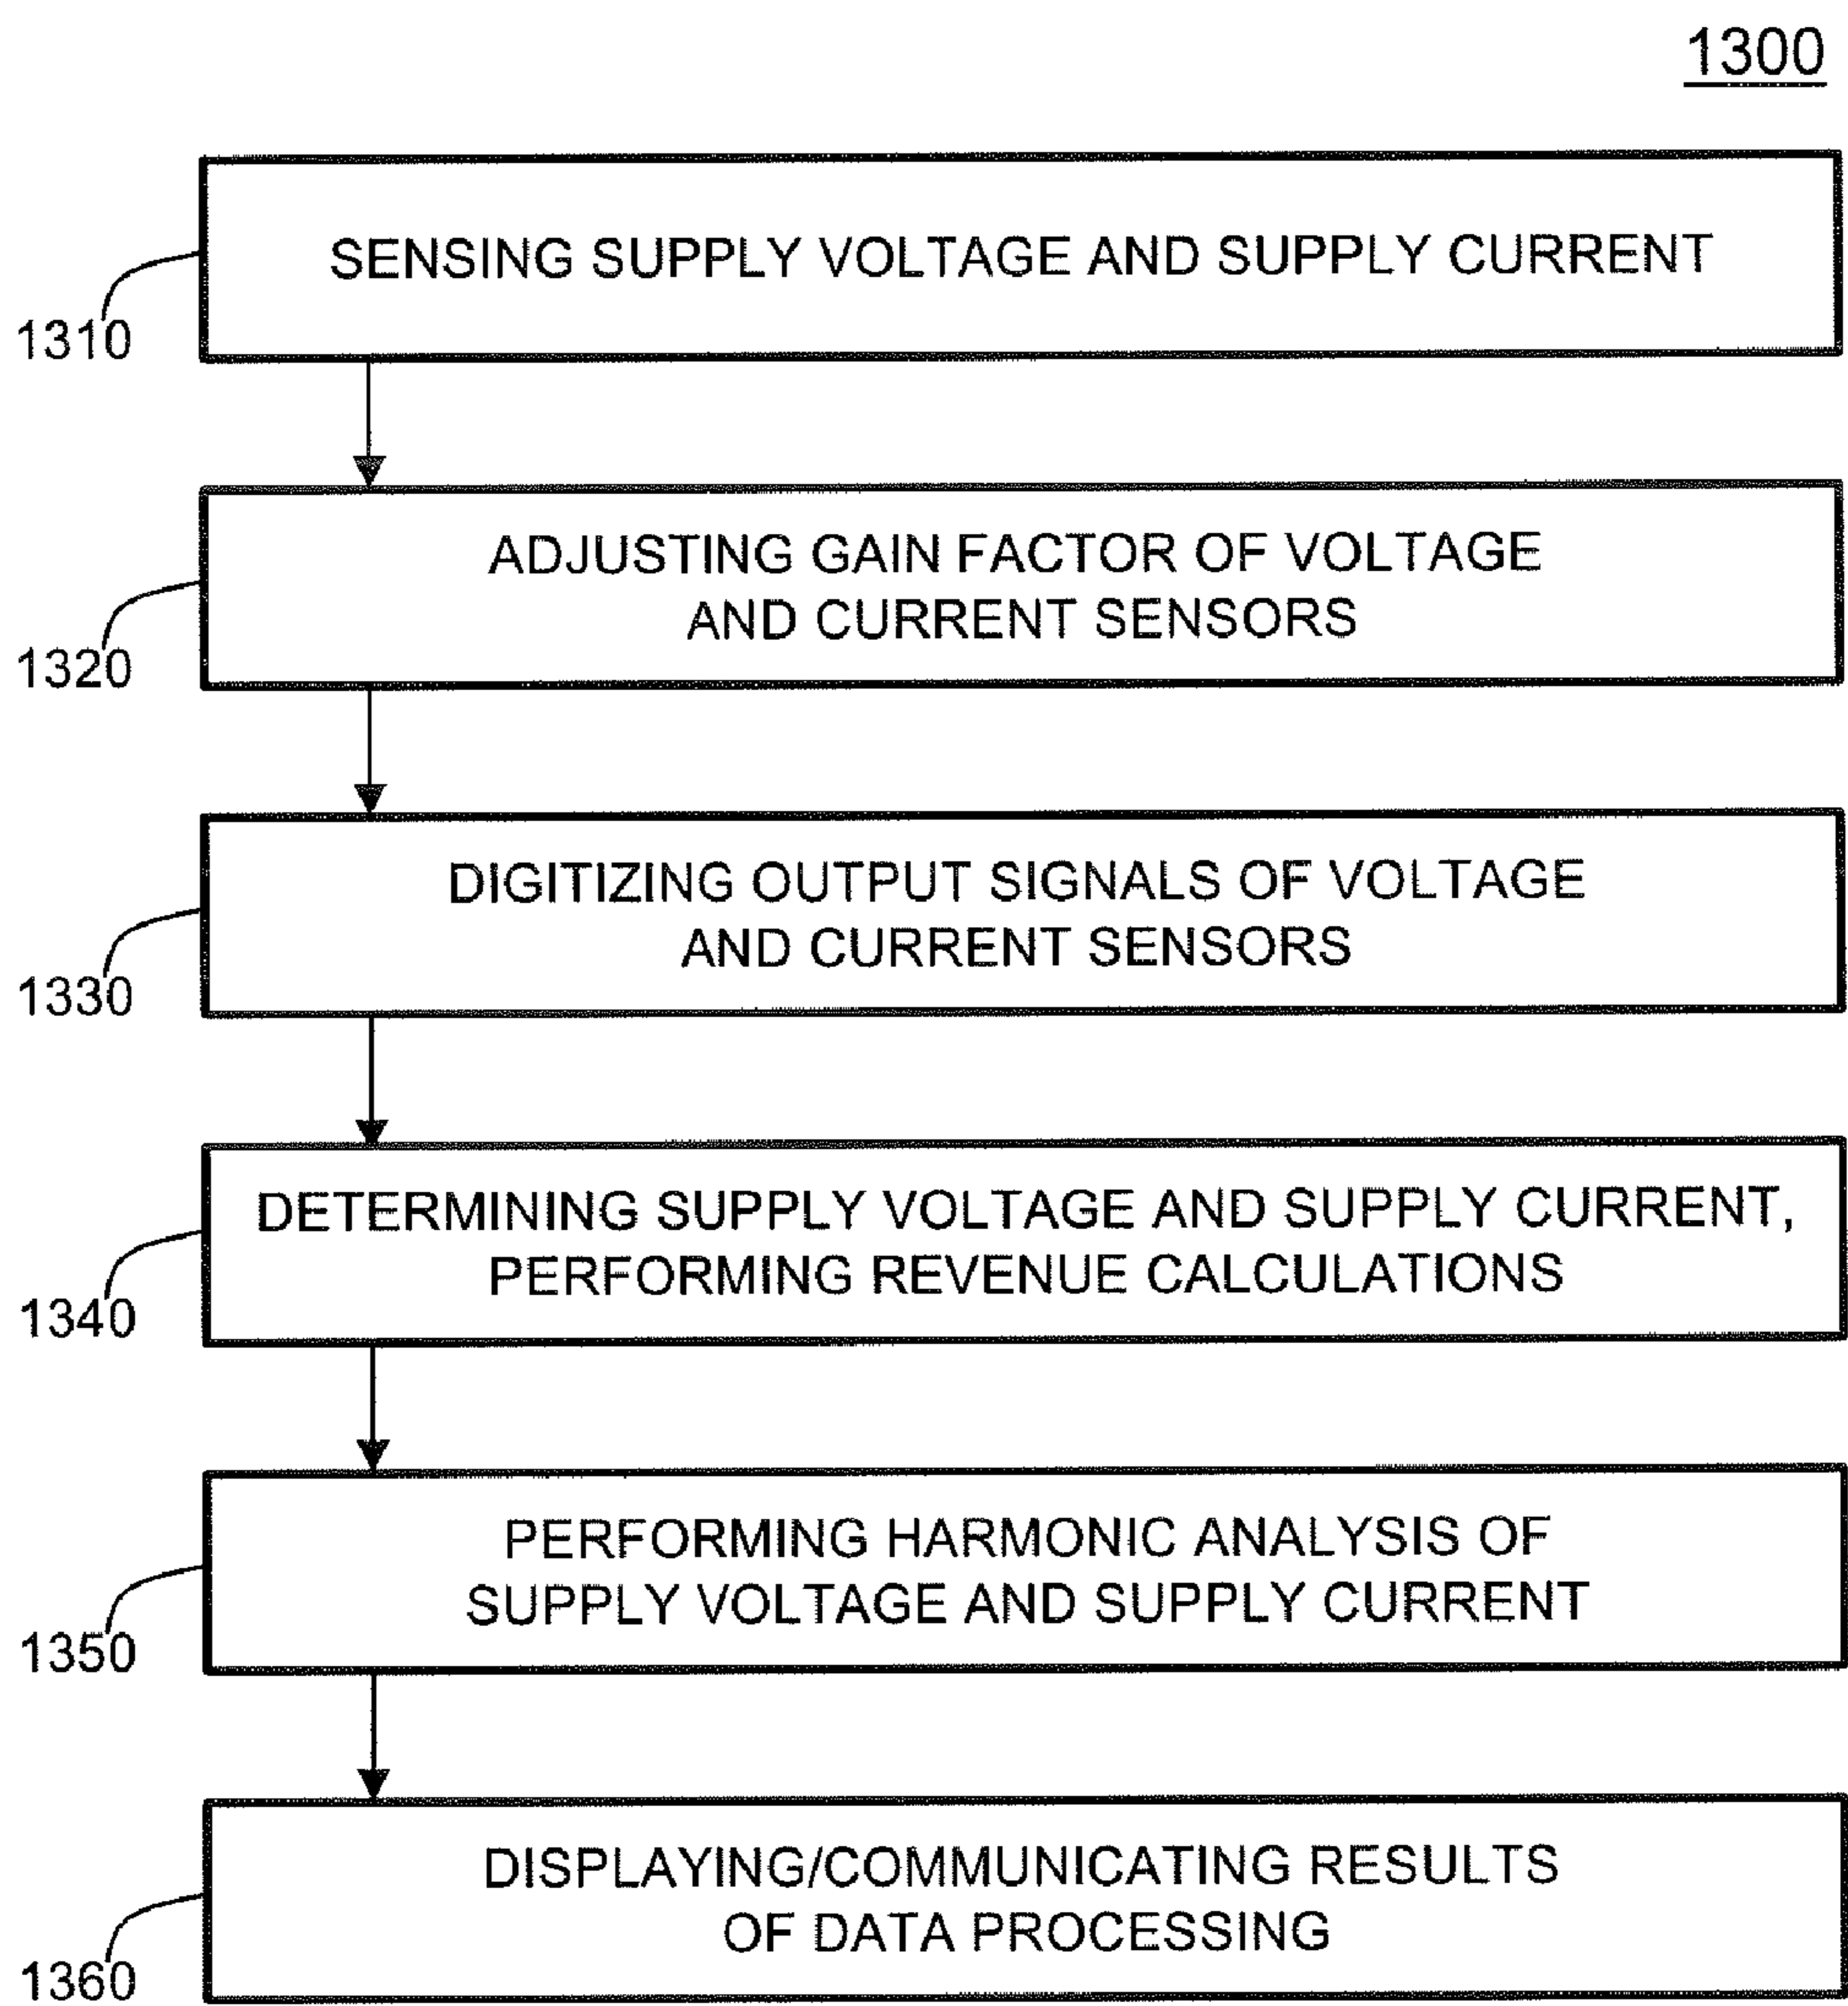 1300
SENSING SUPPLY VOLTAGE AND SUPPLY CURRENT
1310
ADJUSTING GAIN FACTOR OF VOLTAGE
AND CURRENT SENSORS
1320
DIGITIZING OUTPUT SIGNALS OF VOLTAGE
AND CURRENT SENSORS
1330
DETERMINING SUPPLY VOLTAGE AND SUPPLY CURRENT,
PERFORMING REVENUE CALCULATIONS
1340
PERFORMING HARMONIC ANALYSIS OF
SUPPLY VOLTAGE AND SUPPLY CURRENT
1350
DISPLAYING/COMMUNICATING RESULTS
OF DATA PROCESSING
1360